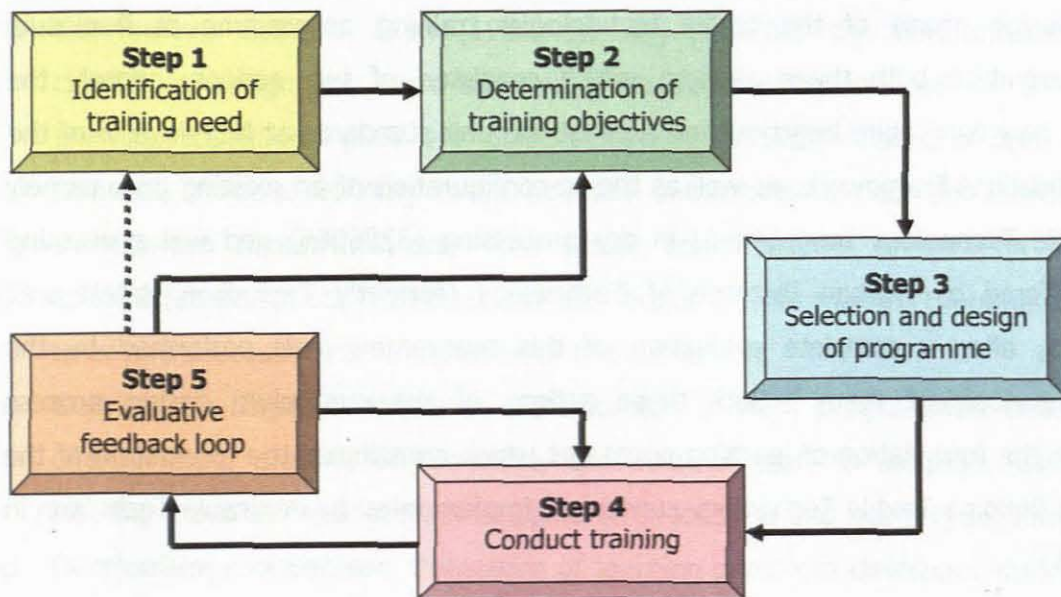 Step 1
Identification of
training need
Step 2
Determination of
training objectives
Step 3
Selection and design
of programme
Step 4
Conduct training
Step 5
Evaluative
feedback loop